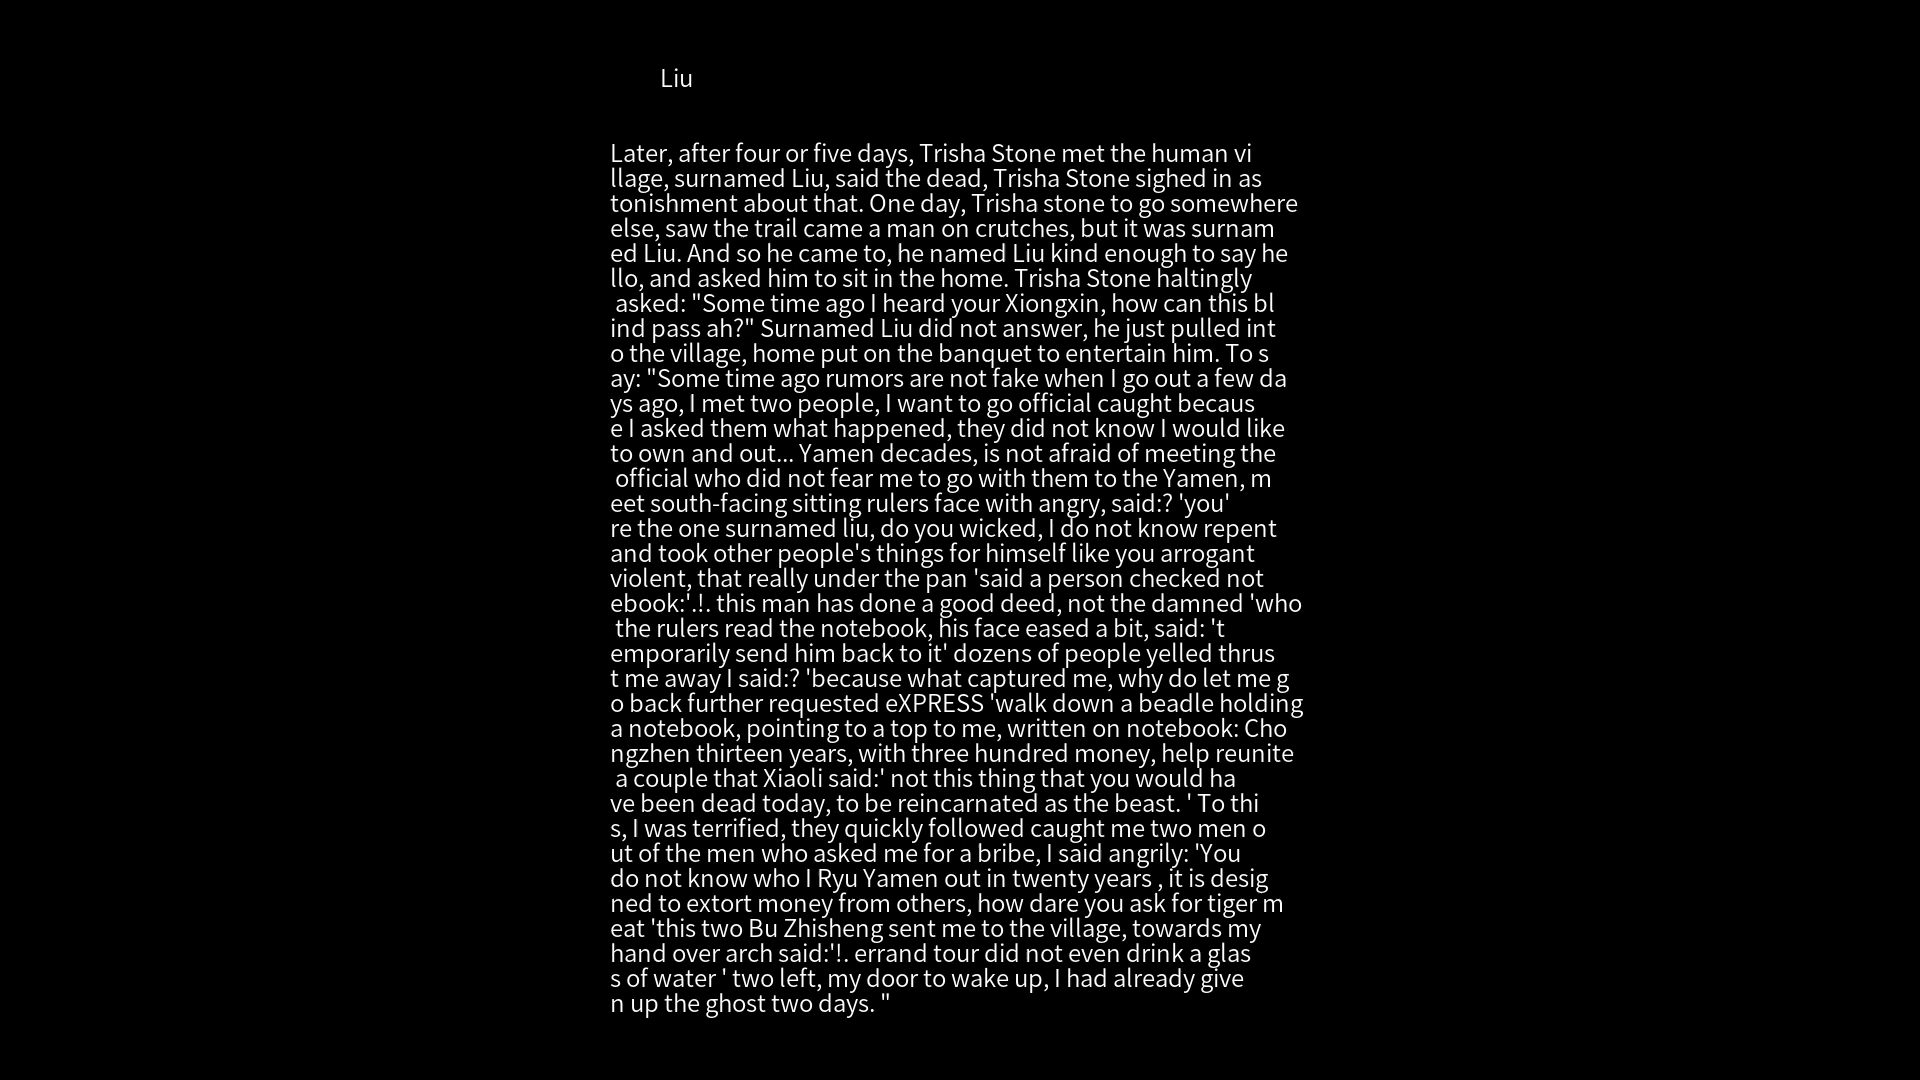 Liu
Later, after four or five days, Trisha Stone met the human vi
llage, surnamed Liu, said the dead, Trisha Stone sighed in as
tonishment about that. One day, Trisha stone to go somewhere
else, saw the trail came a man on crutches, but it was surnam
ed Liu. And so he came to, he named Liu kind enough to say he
llo, and asked him to sit in the home. Trisha Stone haltingly
asked: "Some time ago I heard your Xiongxin, how can this bl
ind pass ah?" Surnamed Liu did not answer, he just pulled int
o the village, home put on the banquet to entertain him. To s
ay: "Some time ago rumors are not fake when I go out a few da
ys ago, I met two people, I want to go official caught becaus
e I asked them what happened, they did not know I would like
to own and out... Yamen decades, is not afraid of meeting the
official who did not fear me to go with them to the Yamen, m
eet south-facing sitting rulers face with angry, said:? 'you'
re the one surnamed liu, do you wicked, I do not know repent
and took other people's things for himself like you arrogant
violent, that really under the pan 'said a person checked not
ebook:'.!. this man has done a good deed, not the damned 'who
the rulers read the notebook, his face eased a bit, said: 't
emporarily send him back to it' dozens of people yelled thrus
t me away I said:? 'because what captured me, why do let me g
o back further requested eXPRESS 'walk down a beadle holding
a notebook, pointing to a top to me, written on notebook: Cho
ngzhen thirteen years, with three hundred money, help reunite
a couple that Xiaoli said:' not this thing that you would ha
ve been dead today, to be reincarnated as the beast. ' To thi
s, I was terrified, they quickly followed caught me two men o
ut of the men who asked me for a bribe, I said angrily: 'You
do not know who I Ryu Yamen out in twenty years , it is desig
ned to extort money from others, how dare you ask for tiger m
eat 'this two Bu Zhisheng sent me to the village, towards my
hand over arch said:'!. errand tour did not even drink a glas
s of water ' two left, my door to wake up, I had already give
n up the ghost two days. "